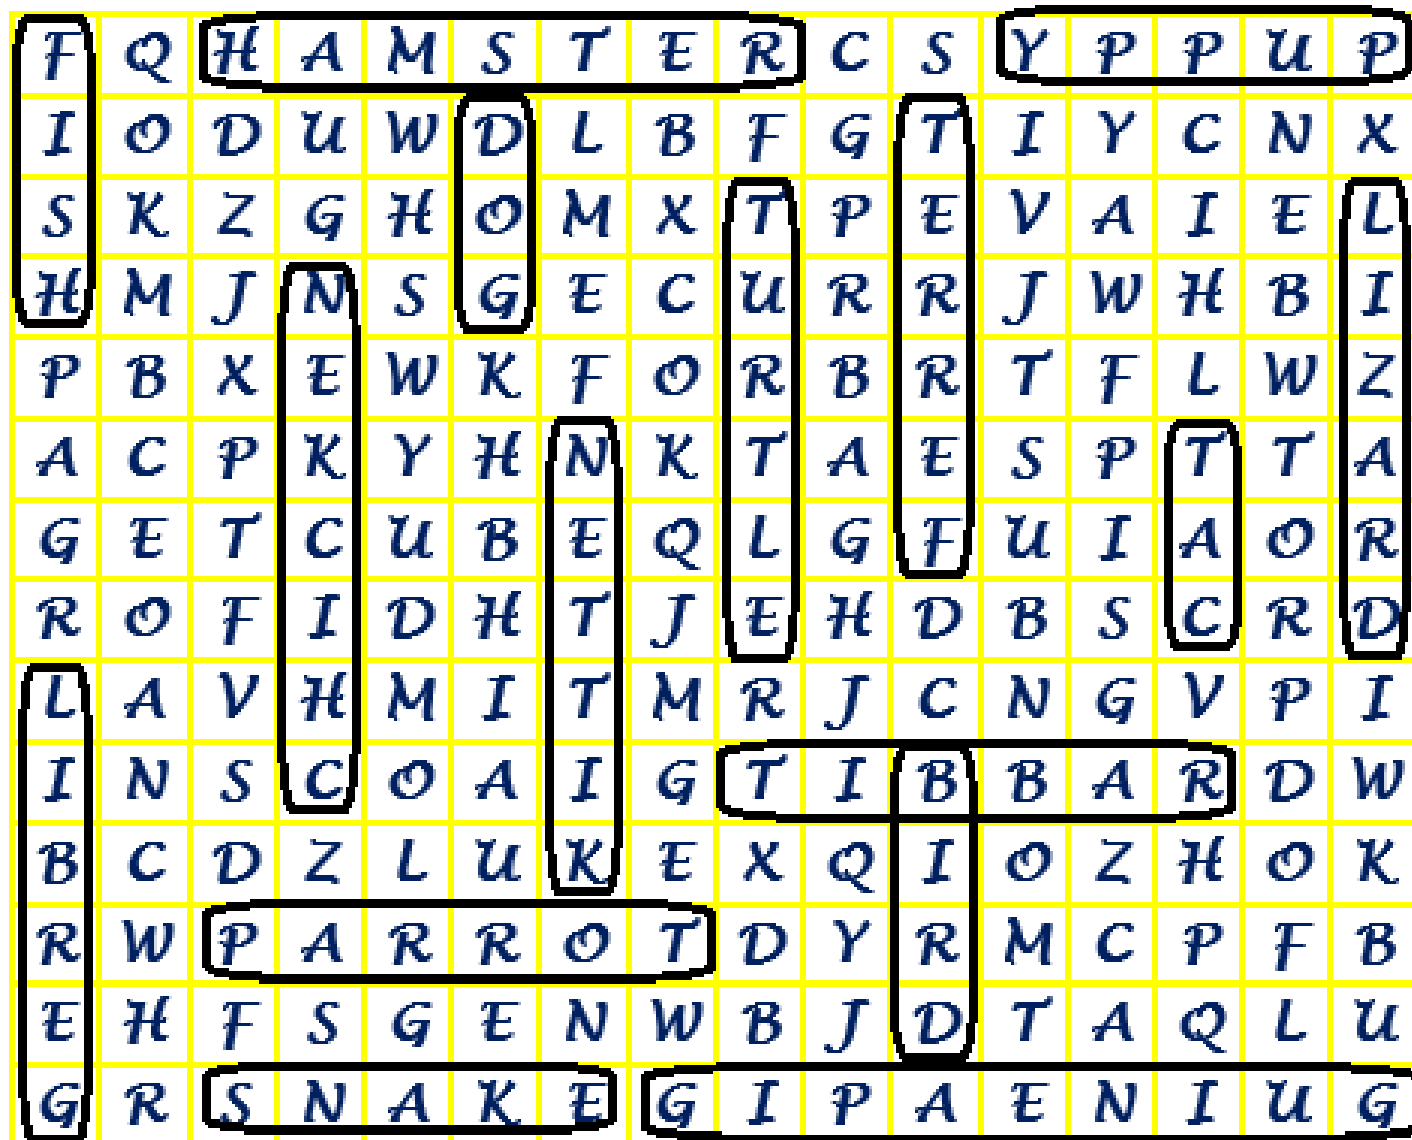 F Q H A M S T E R C S Y P P U P
I O D U W D L B F G T I Y C N X
S K Z G H O M X T P E V A I E L
H M J N S G E C U R R J W H B I
P B X E W K F O R B R T F L W Z
A C P K Y H N K T A E S P T T A
G E T C U B E Q L G F U I A O R
R O F I D H T J E H D B S C R D
L A V H M I T M R J C N G V P I
I N S C O A I G T I B B A R D W
B C D Z L U K E X Q I O Z H O K
R W P A R R O T D Y R M C P F B
E H F S G E N W B J D T A Q L U
G R S N A K E G I P A E N I U G